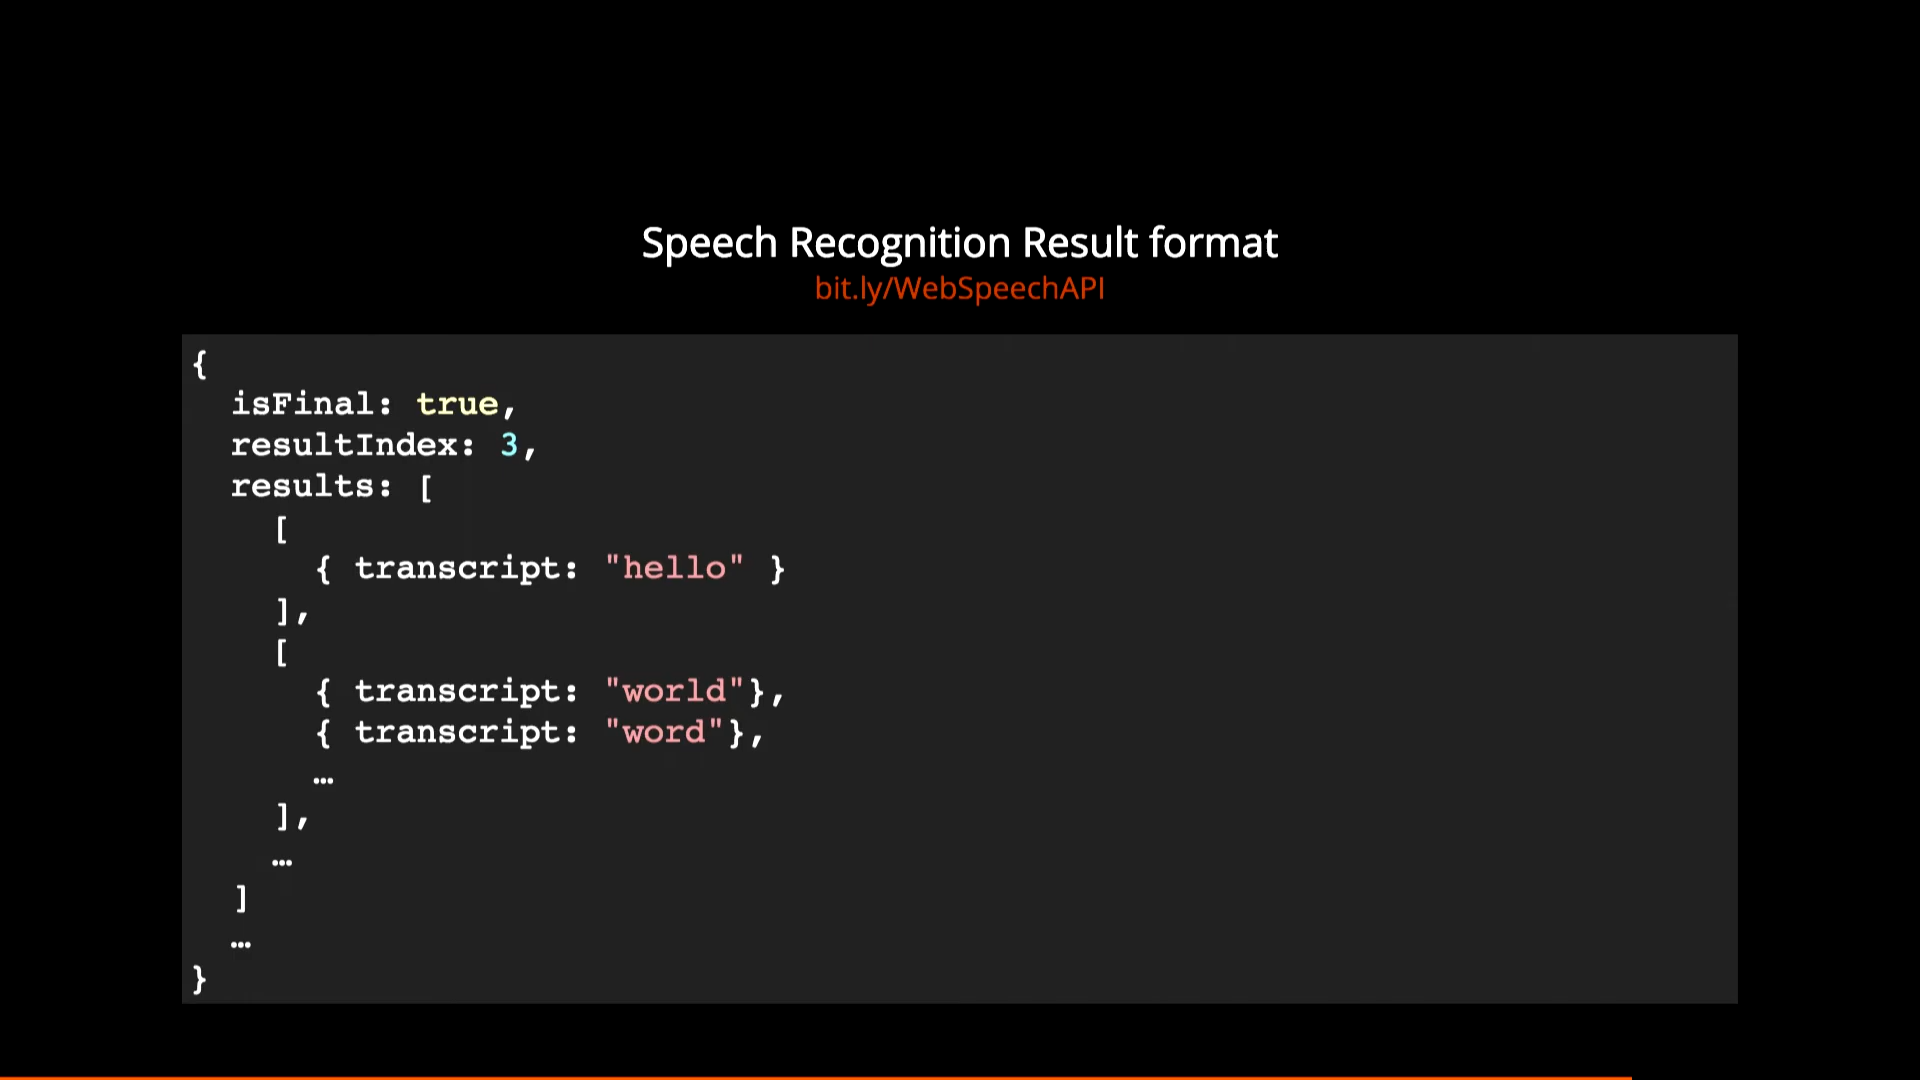 Speech Recognition Result format
bit.ly/WebSpeechAPI
{
  isFinal: true,
  resultIndex: 3,
  results: [
    [
      { transcript: "hello" }
    ],
    [
      { transcript: "world"},
      { transcript: "word"},
      …
    ],
    …
  ]
  …
}